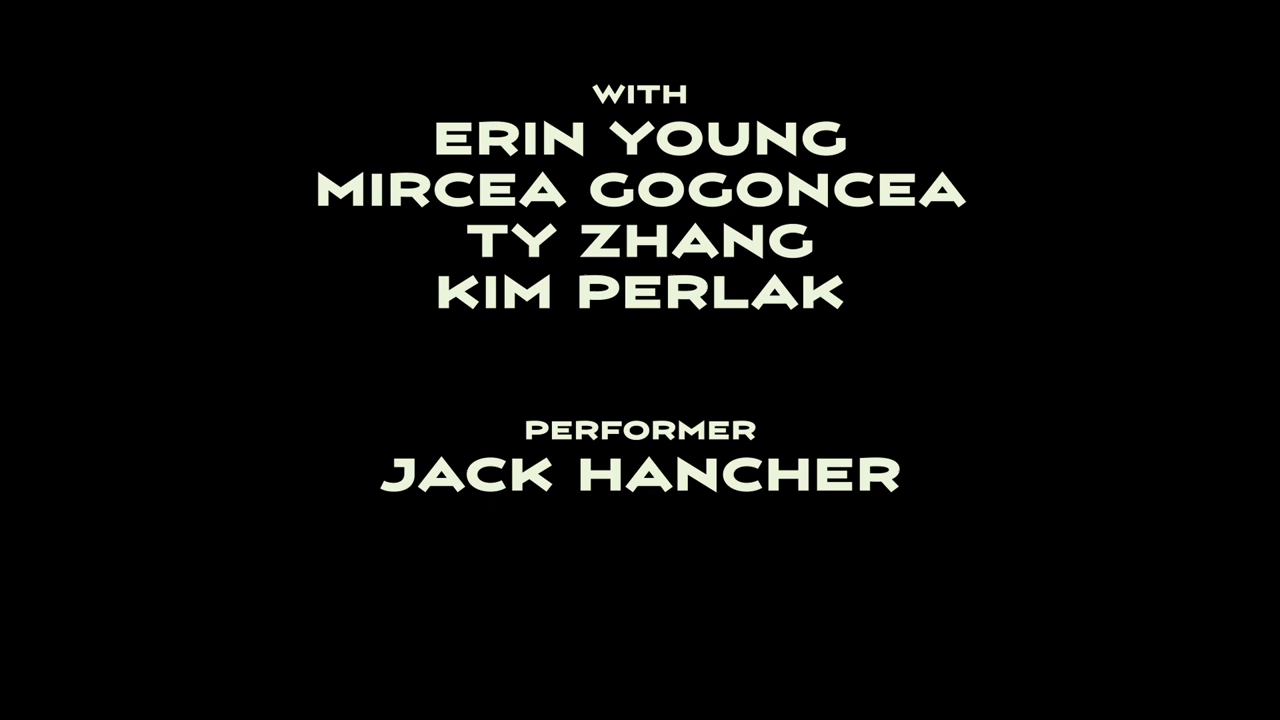 WITH
ERIN YOUNG
MIRCEA GOGONCEA
TY ZHANG
KIM PERLAK
PERFORMER
JACK HANCHER